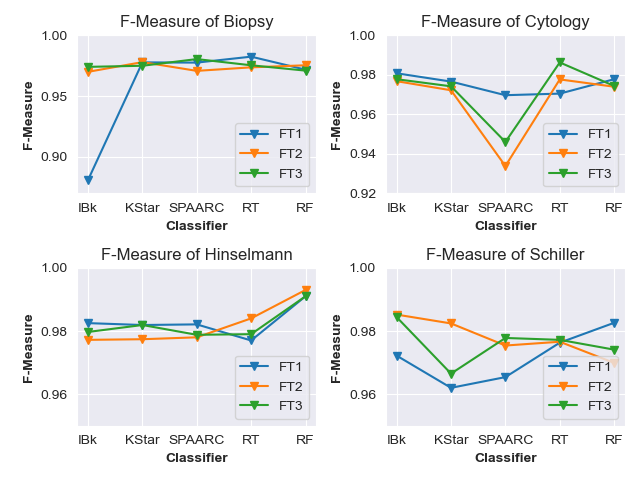 F-Measure of Biopsy
F-Measure
1.00
0.95
0.90
FT1
FT2
FT3
IBk KStar SPAARC RT RF
Classifier
F-Measure of Cytology
F-Measure
1.00
0.98
0.96
0.94
0.92
FT1
FT2
FT3
IBk KStar SPAARC RT RF
Classifier
F-Measure of Hinselmann
F-Measure
1.00
0.98
0.96
FT1
FT2
FT3
IBk KStar SPAARC RT RF
Classifier
F-Measure of Schiller
F-Measure
1.00
0.98
0.96
FT1
FT2
FT3
IBk KStar SPAARC RT RF
Classifier